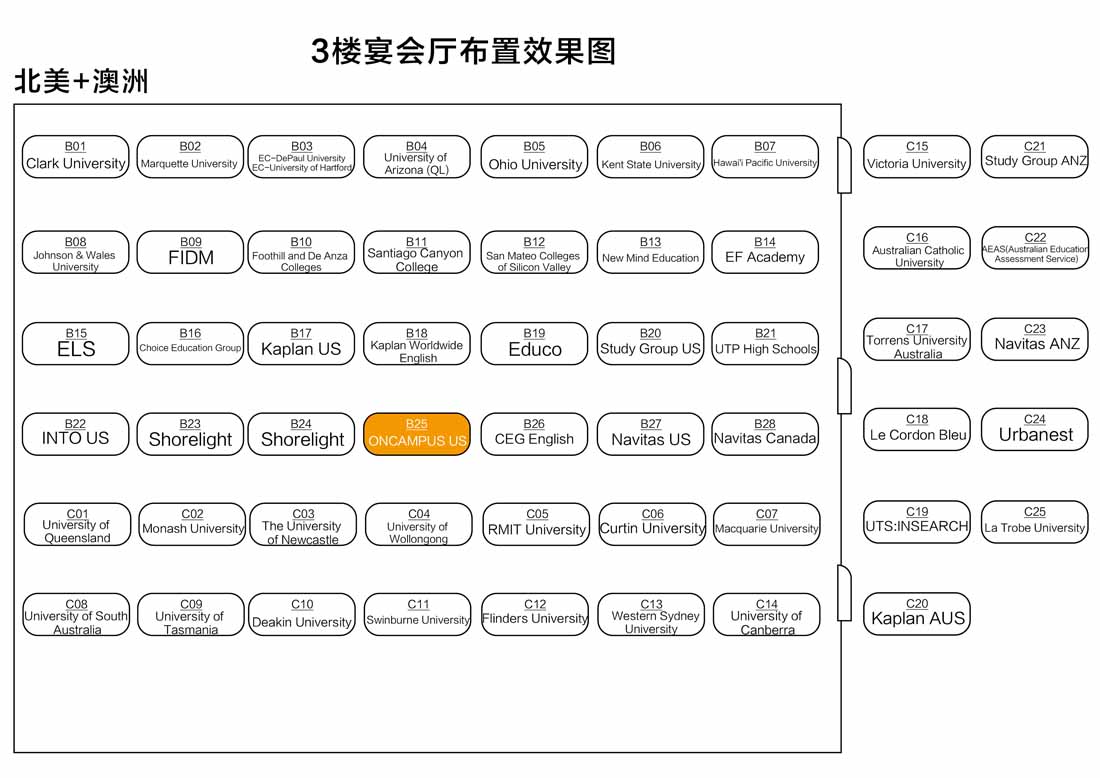 3楼宴会厅布置效果图
北美+澳洲
B01
Clark University
B02
Marquette University
B03
EC-DePaul University
EC-University of Hartford
B04
University of
Arizona (QL)
B05
Ohio University
B06
Kent State University
B07
Hawai'i Pacific University
C15
Victoria University
C21
Study Group ANZ
B08
Johnson & Wales
University
B09
FIDM
B10
Foothill and De Anza
Colleges
B11
Santiago Canyon
College
B12
San Mateo Colleges
of Silicon Valley
B13
New Mind Education
B14
EF Academy
C16
Australian Catholic
University
C22
AEAS(Australian Education
Assessment Service)
B15
ELS
B16
Choice Education Group
B17
Kaplan US
B18
Kaplan Worldwide
English
B19
Educo
B20
Study Group US
B21
UTP High Schools
C17
Torrens University
Australia
C23
Navitas ANZ
B22
INTO US
B23
Shorelight
B24
Shorelight
B25
ONCAMPUS US
B26
CEG English
B27
Navitas US
B28
Navitas Canada
C18
Le Cordon Bleu
C24
Urbanest
C01
University of
Queensland
C02
Monash University
C03
The University
of Newcastle
C04
University of
Wollongong
C05
RMIT University
C06
Curtin University
C07
Macquarie University
C19
UTS:INSEARCH
C25
La Trobe University
C08
University of South
Australia
C09
University of
Tasmania
C10
Deakin University
C11
Swinburne University
C12
Flinders University
C13
Western Sydney
University
C14
University of
Canberra
C20
Kaplan AUS